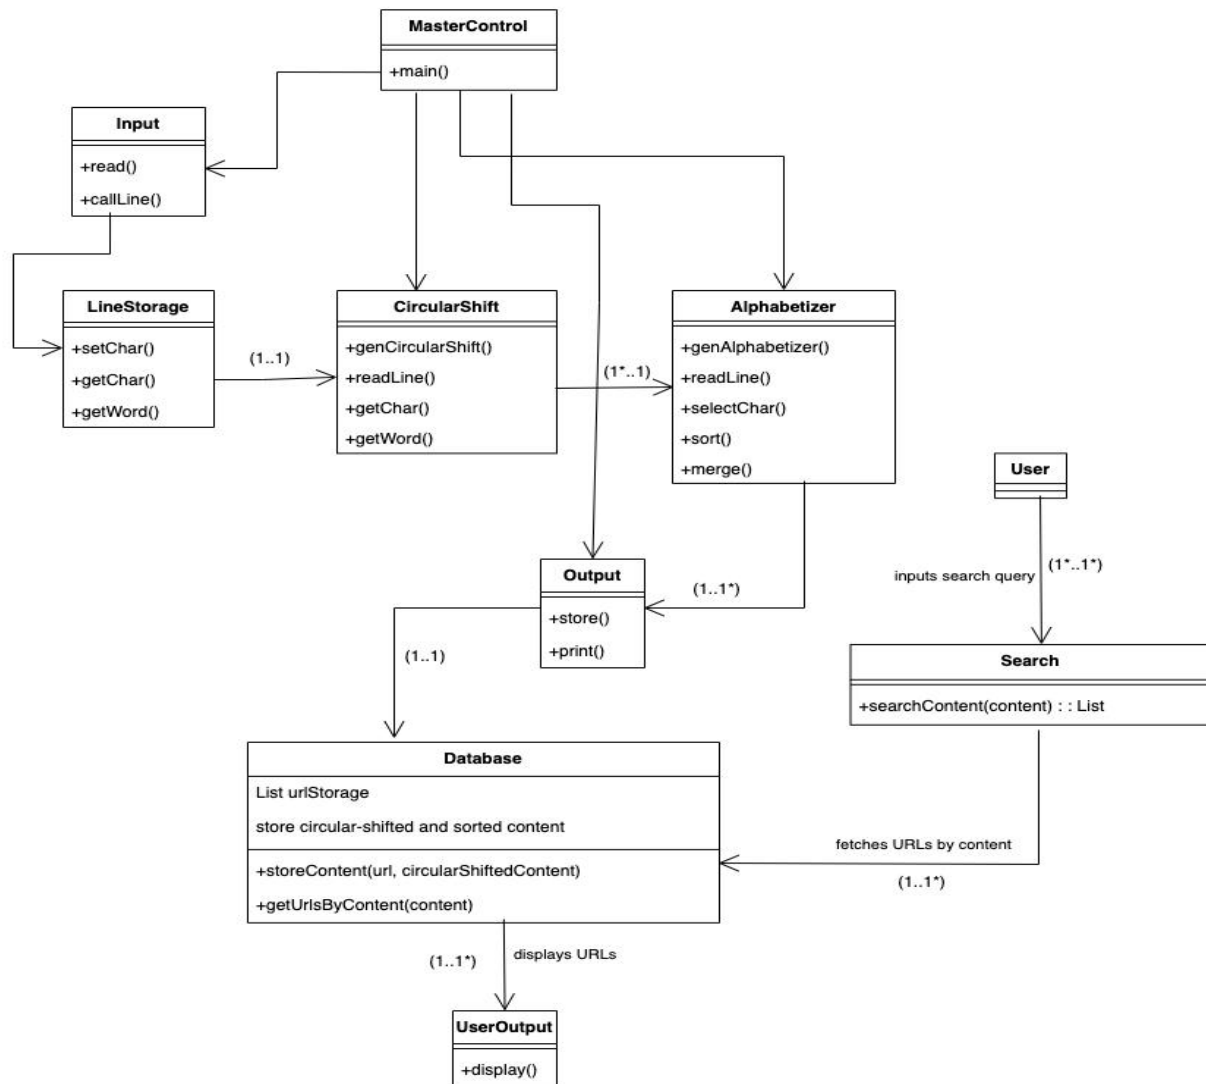 MasterControl
+main()
Input
+read()
+callLine()
LineStorage
+setChar()
+getChar()
+getWord()
(1..1)
CircularShift
+genCircularShift()
+readLine()
+getChar()
+getWord()
(1*..1)
Alphabetizer
+genAlphabetizer()
+readLine()
+selectChar()
+sort()
+merge()
User
inputs search query
(1*..1*)
Output
+store()
+print()
(1..1*)
(1..1)
Search
+searchContent(content) : : List
Database
List urlStorage
store circular-shifted and sorted content
+storeContent(url, circularShiftedContent)
+getUrlsByContent(content)
fetches URLs by content
(1..1*)
(1..1*)
displays URLs
UserOutput
+display()